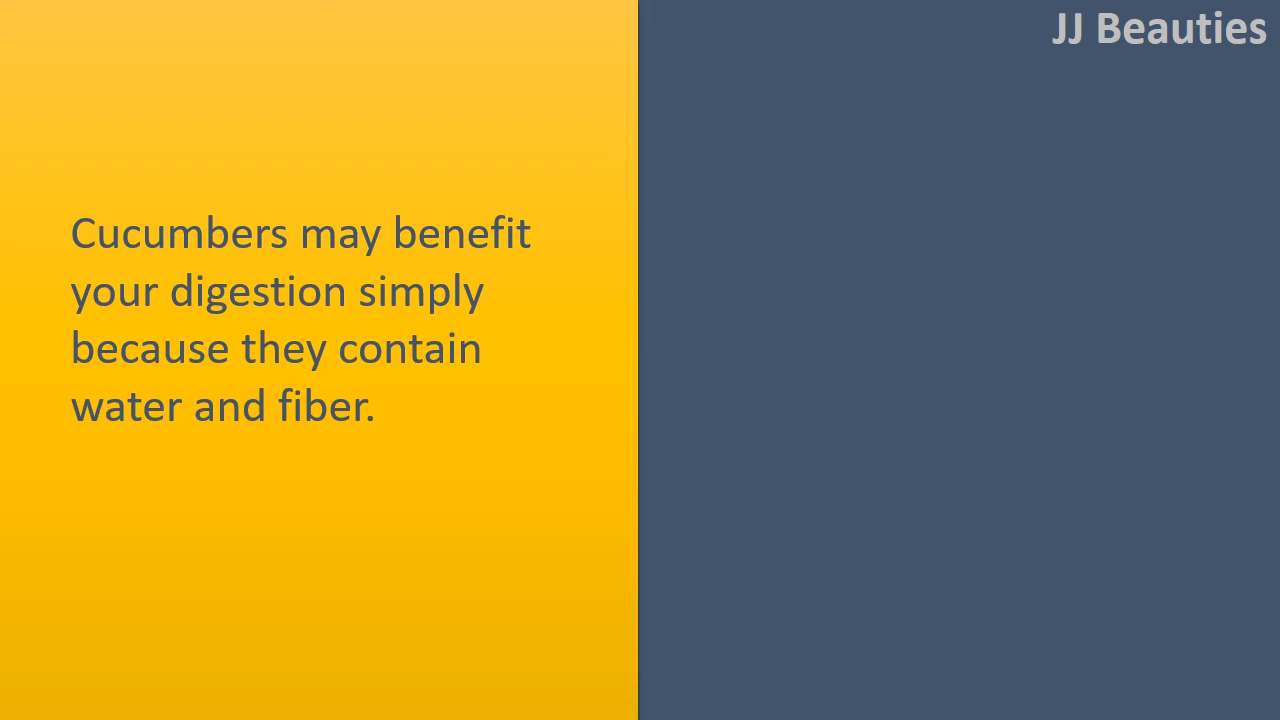 JJ Beauties
Cucumbers may benefit
your digestion simply
because they contain
water and fiber.